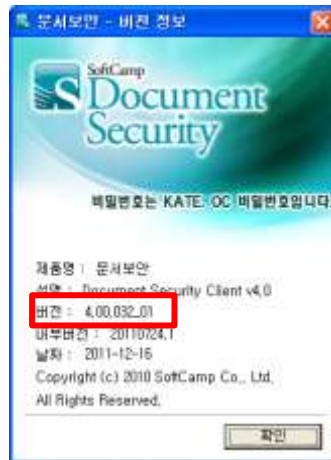 문서보안 - 버전 정보
SoftCamp
Document
Security
비밀번호는 KATE, OC 비밀번호입니다
제품명 : 문서보안
설명 : Document Security Client v4.0
버전 : 4.00.032_01
내부버전 : 20110724.1
날짜 : 2011-12-16
Copyright (c) 2010 SoftCamp Co., Ltd.
All Rights Reserved.
확인